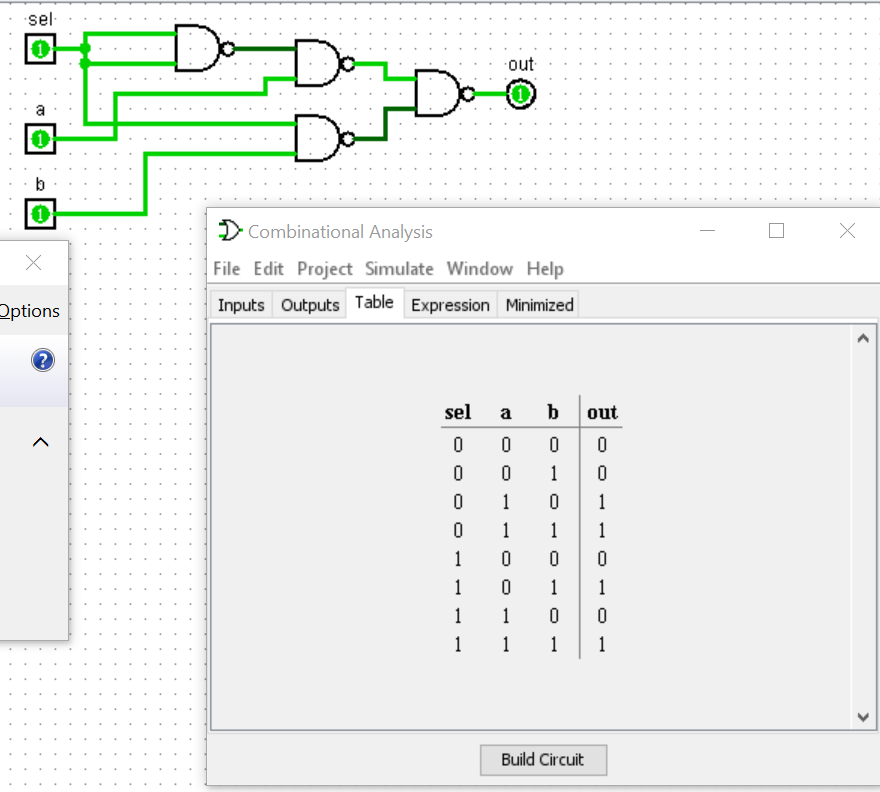 sel
1
a
1
b
1
out
1
Options
?
Combinational Analysis
File Edit Project Simulate Window Help
Inputs Outputs Table Expression Minimized
sel a b out
0 0 0 0
0 0 1 0
0 1 0 1
0 1 1 1
1 0 0 0
1 0 1 1
1 1 0 0
1 1 1 1
Build Circuit